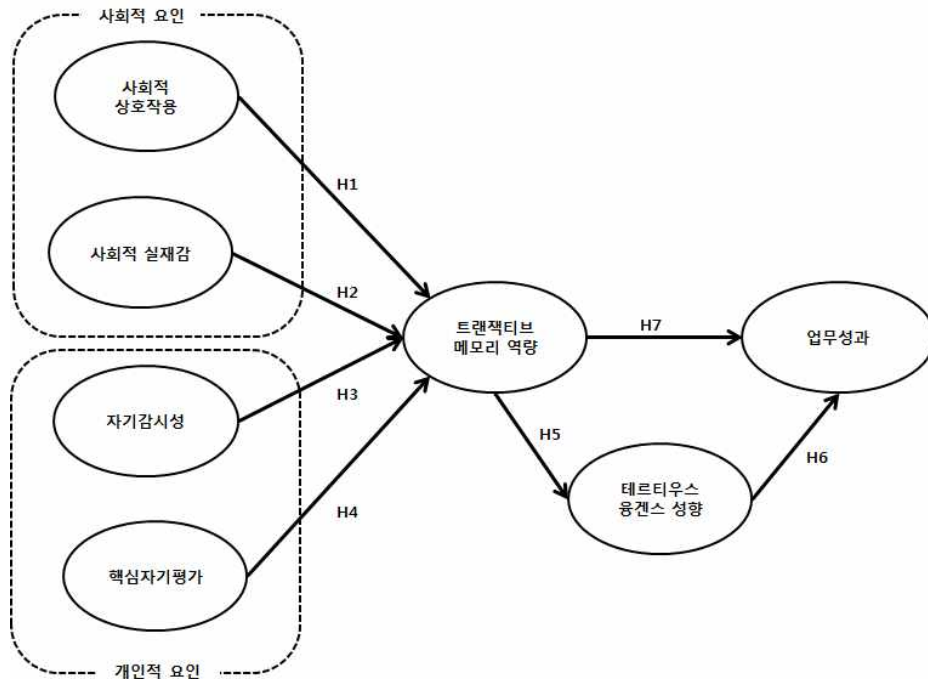 사회적 요인
사회적
상호작용
H1
사회적 실재감
H2
트랜잭티브
메모리 역량
H7
업무성과
자기감시성
H3
H5
H6
테르티우스
융겐스 성향
H4
핵심자기평가
개인적 요인